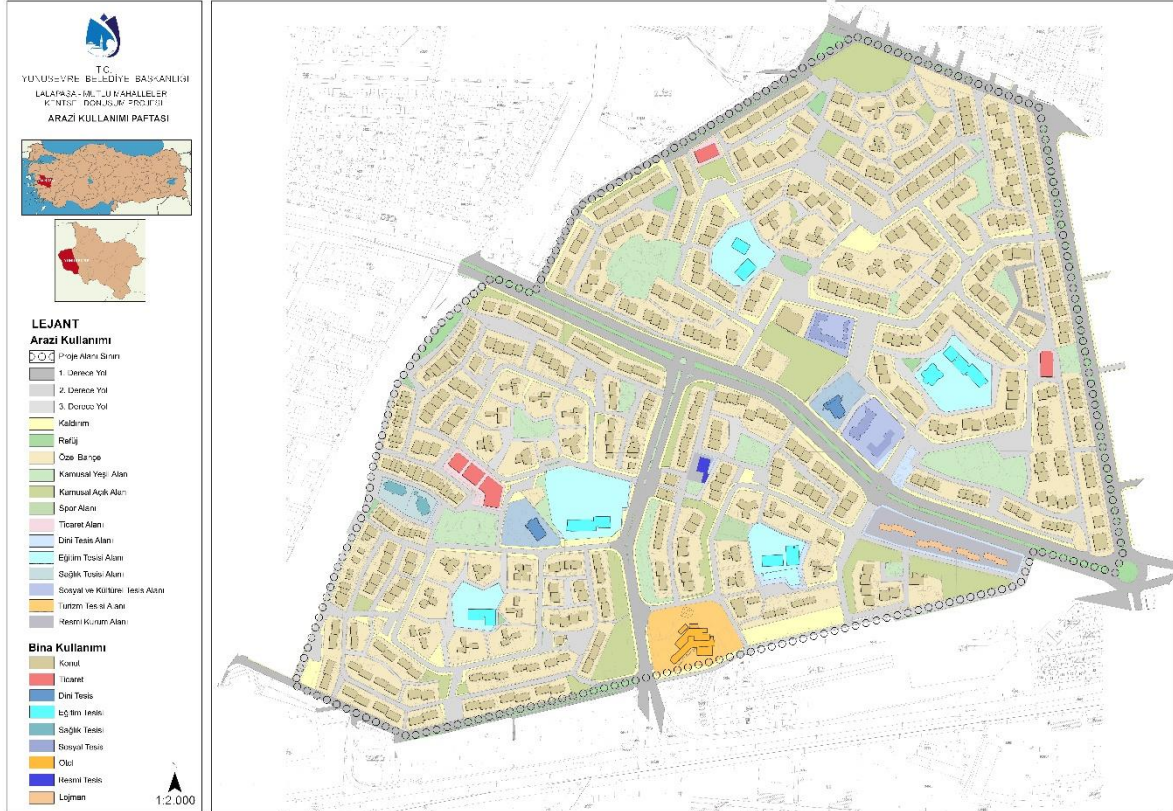 T.C.
YUNUSEMRE BELEDİYE BAŞKANLIĞI
LALAPAŞA - MUTLU MAHALLELER
KENTSEL DÖNÜŞÜM PROJESİ
ARAZİ KULLANIMI PAFTASI
LEJANT
Arazi Kullanımı
Proje Alanı Sınırı
1. Derece Yol
2. Derece Yol
3. Derece Yol
Kaldırım
Refüj
Özel Bahçe
Kamusal Yeşil Alan
Kamusal Açık Alan
Spor Alanı
Ticaret Alanı
Dini Tesis Alanı
Eğitim Tesisi Alanı
Sağlık Tesisi Alanı
Sosyal ve Kültürel Tesis Alanı
Turizm Tesisi Alanı
Resmi Kurum Alanı
Bina Kullanımı
Konut
Ticaret
Dini Tesis
Eğitim Tesisi
Sağlık Tesisi
Sosyal Tesis
Otel
Resmi Tesis
Lojman
1:2.000